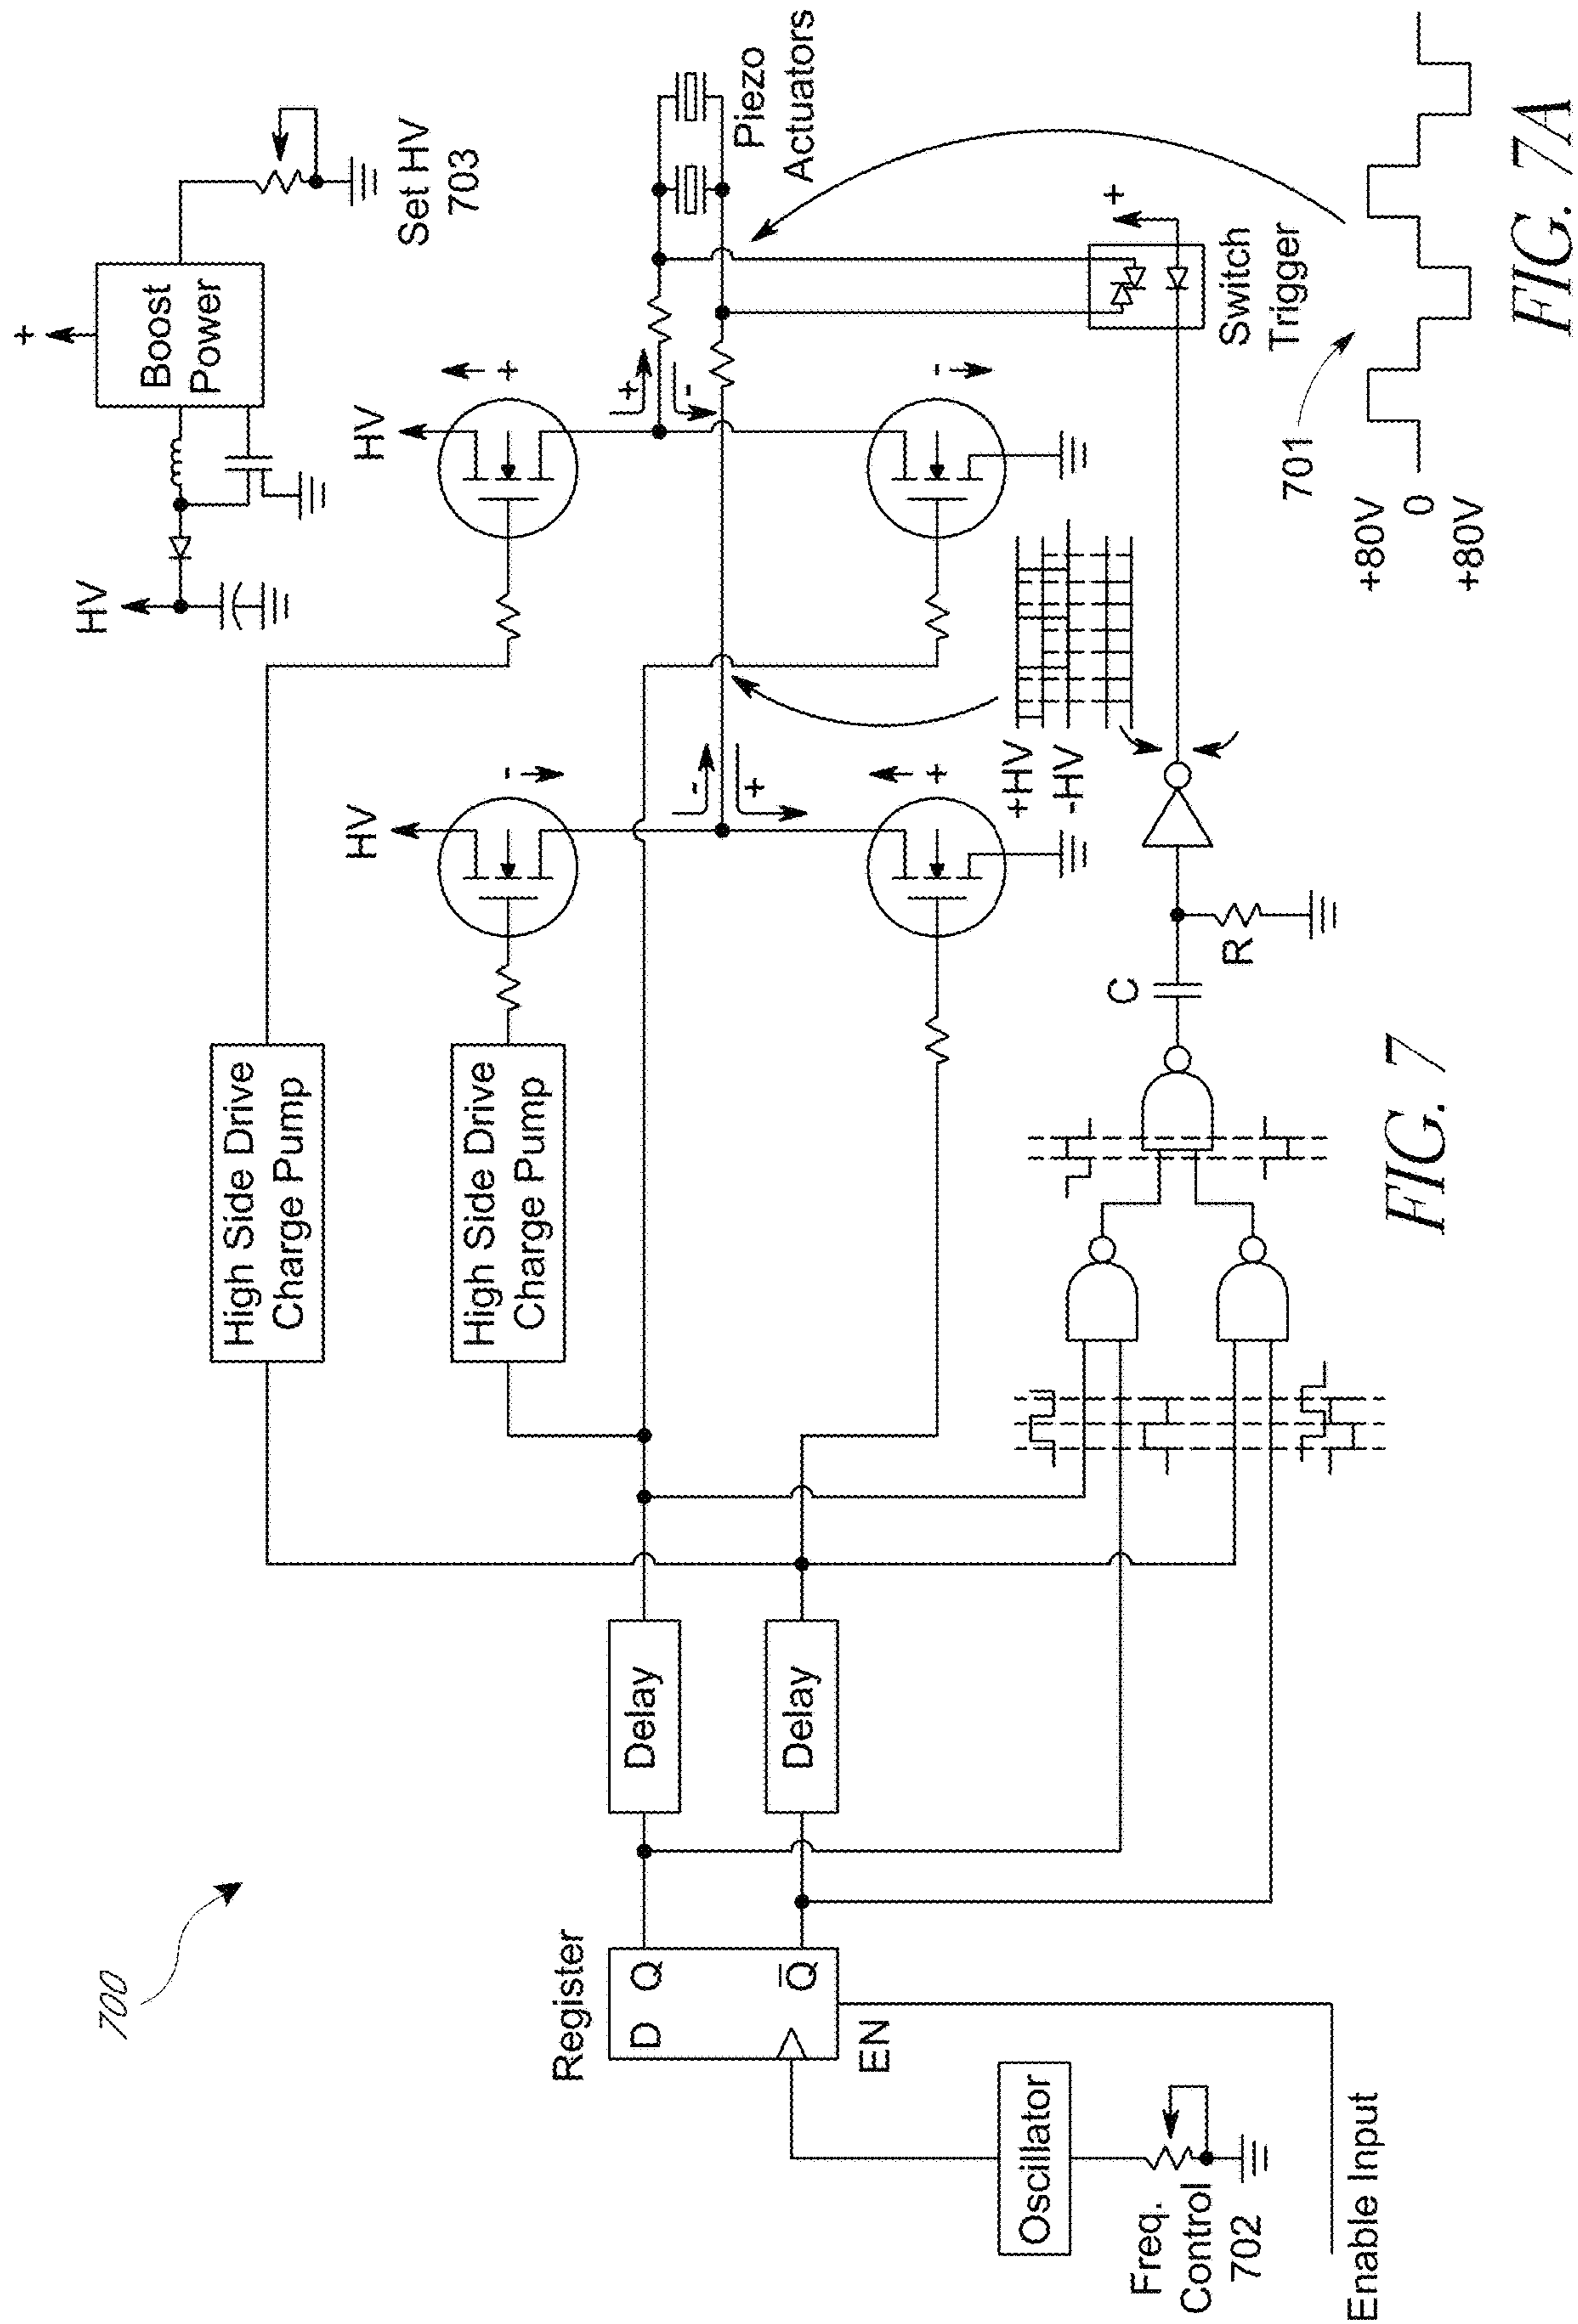 700
HV
+
Boost
Power
Set HV
703
High Side Drive
Charge Pump
HV
+
High Side Drive
Charge Pump
HV
-
+
-
Piezo
Actuators
Register
D Q
Q̅
EN
Delay
Delay
-
+
+
-
+HV
-HV
+
Switch
Trigger
Oscillator
Freq.
Control
702
Enable Input
C
R
701
+80V
0
+80V
FIG. 7
FIG. 7A